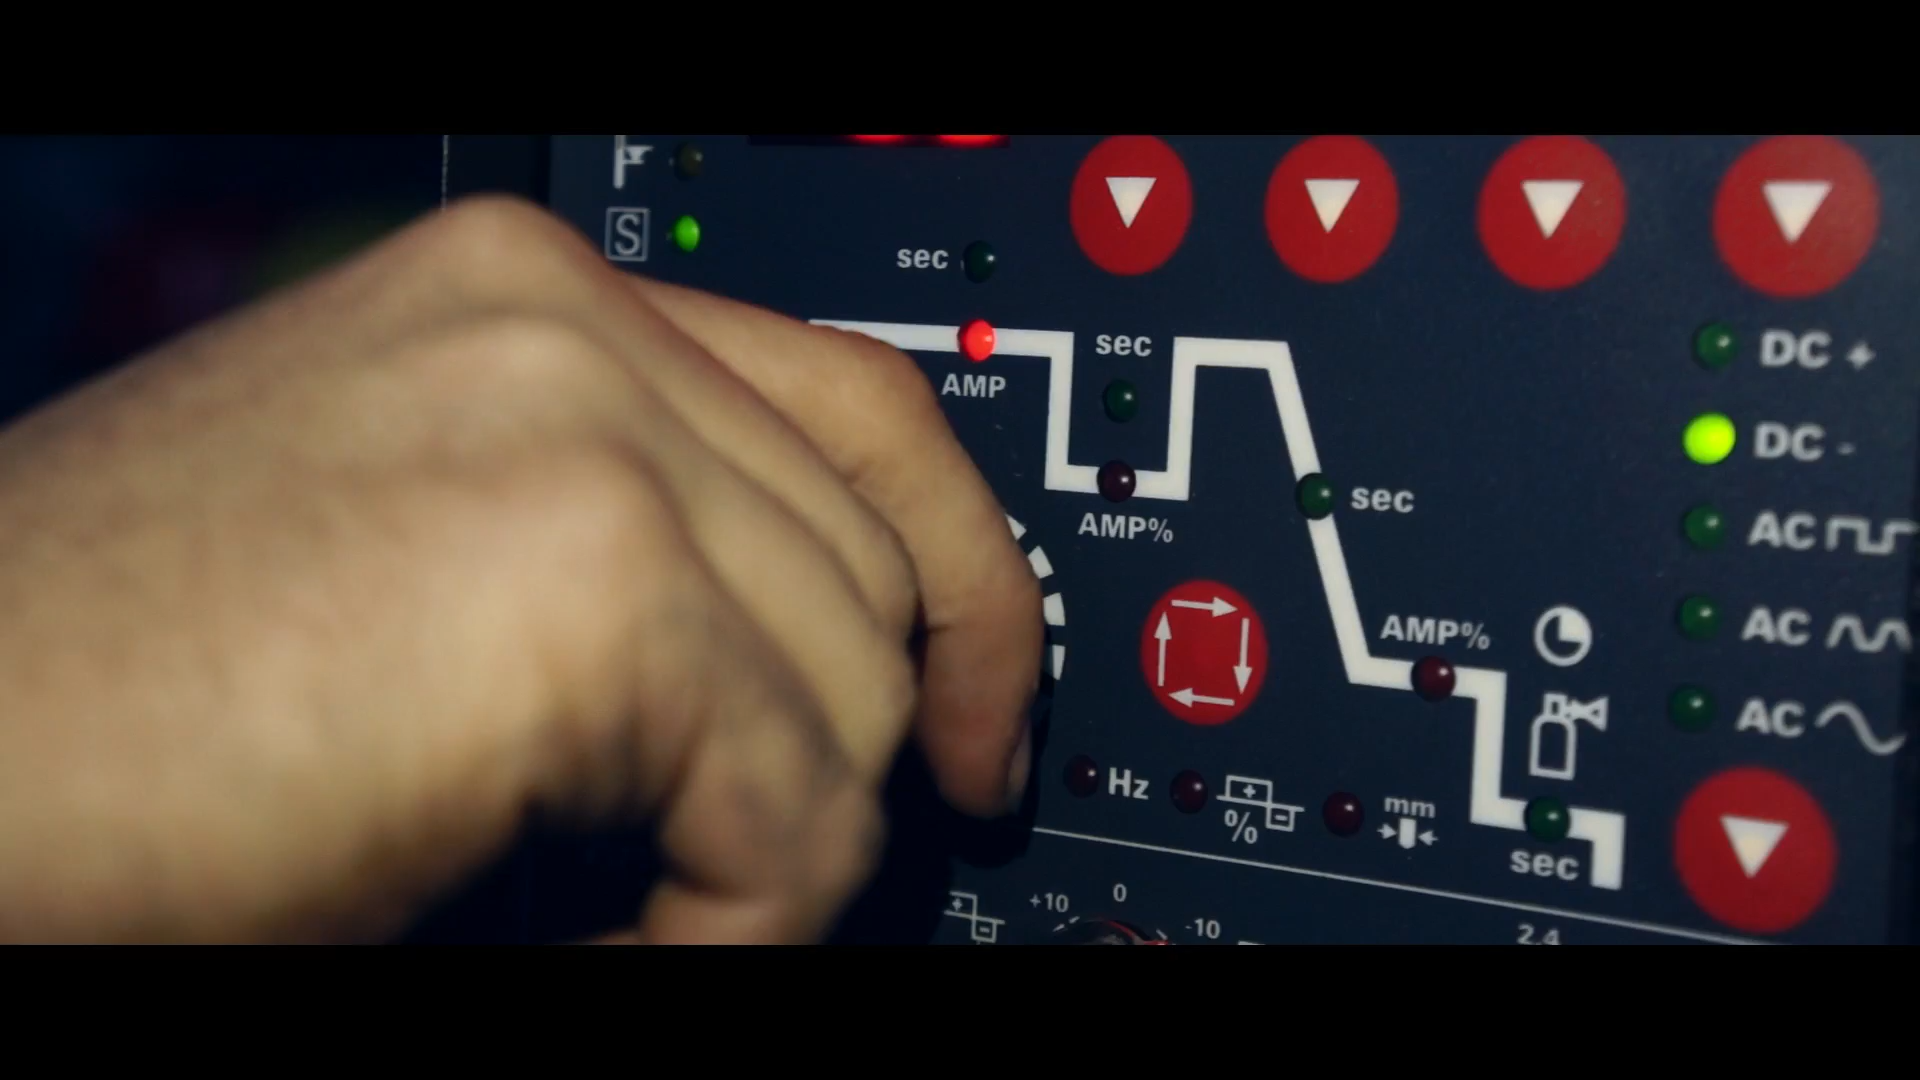 S
sec
sec
AMP
DC +
DC -
sec
AMP%
AC
AMP%
AC
AC
Hz
%
mm
sec
+10
0
-10
2.4